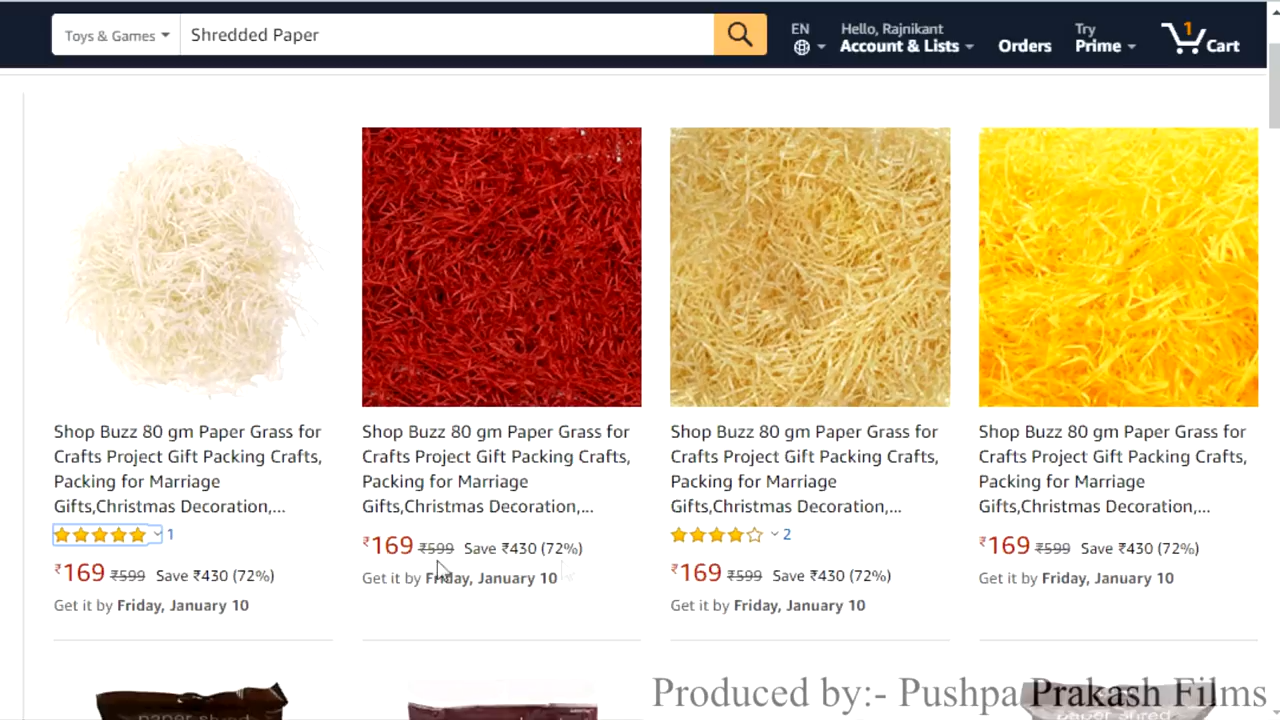 Toys & Games
Shredded Paper
EN
Hello, Rajnikant
Account & Lists
Orders
Try
Prime
1
Cart
Shop Buzz 80 gm Paper Grass for
Crafts Project Gift Packing Crafts,
Packing for Marriage
Gifts,Christmas Decoration,...
1
₹169 ₹599 Save ₹430 (72%)
Get it by Friday, January 10
Shop Buzz 80 gm Paper Grass for
Crafts Project Gift Packing Crafts,
Packing for Marriage
Gifts,Christmas Decoration,...
₹169 ₹599 Save ₹430 (72%)
Get it by Friday, January 10
Shop Buzz 80 gm Paper Grass for
Crafts Project Gift Packing Crafts,
Packing for Marriage
Gifts,Christmas Decoration,...
2
₹169 ₹599 Save ₹430 (72%)
Get it by Friday, January 10
Shop Buzz 80 gm Paper Grass for
Crafts Project Gift Packing Crafts,
Packing for Marriage
Gifts,Christmas Decoration,...
₹169 ₹599 Save ₹430 (72%)
Get it by Friday, January 10
paper shred
paper shred
Produced by:- Pushpa Prakash Films